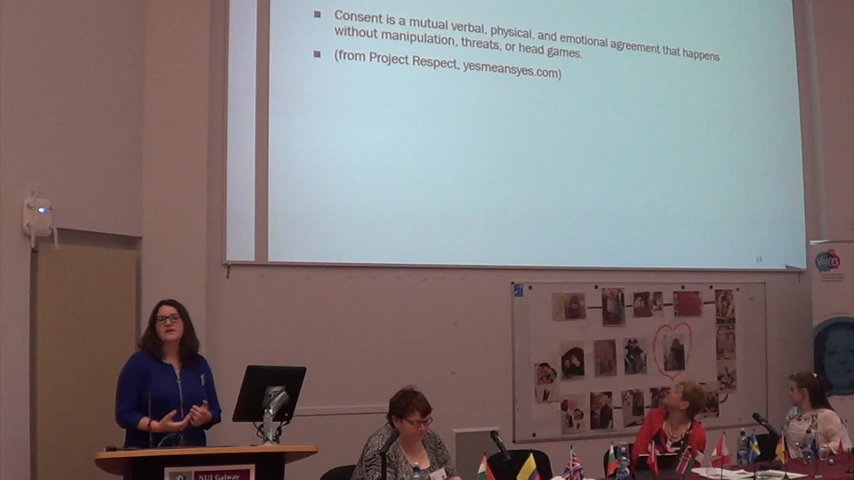 ■ Consent is a mutual verbal, physical, and emotional agreement that happens
without manipulation, threats, or head games.
■ (from Project Respect, yesmeansyes.com)
NUI Galway